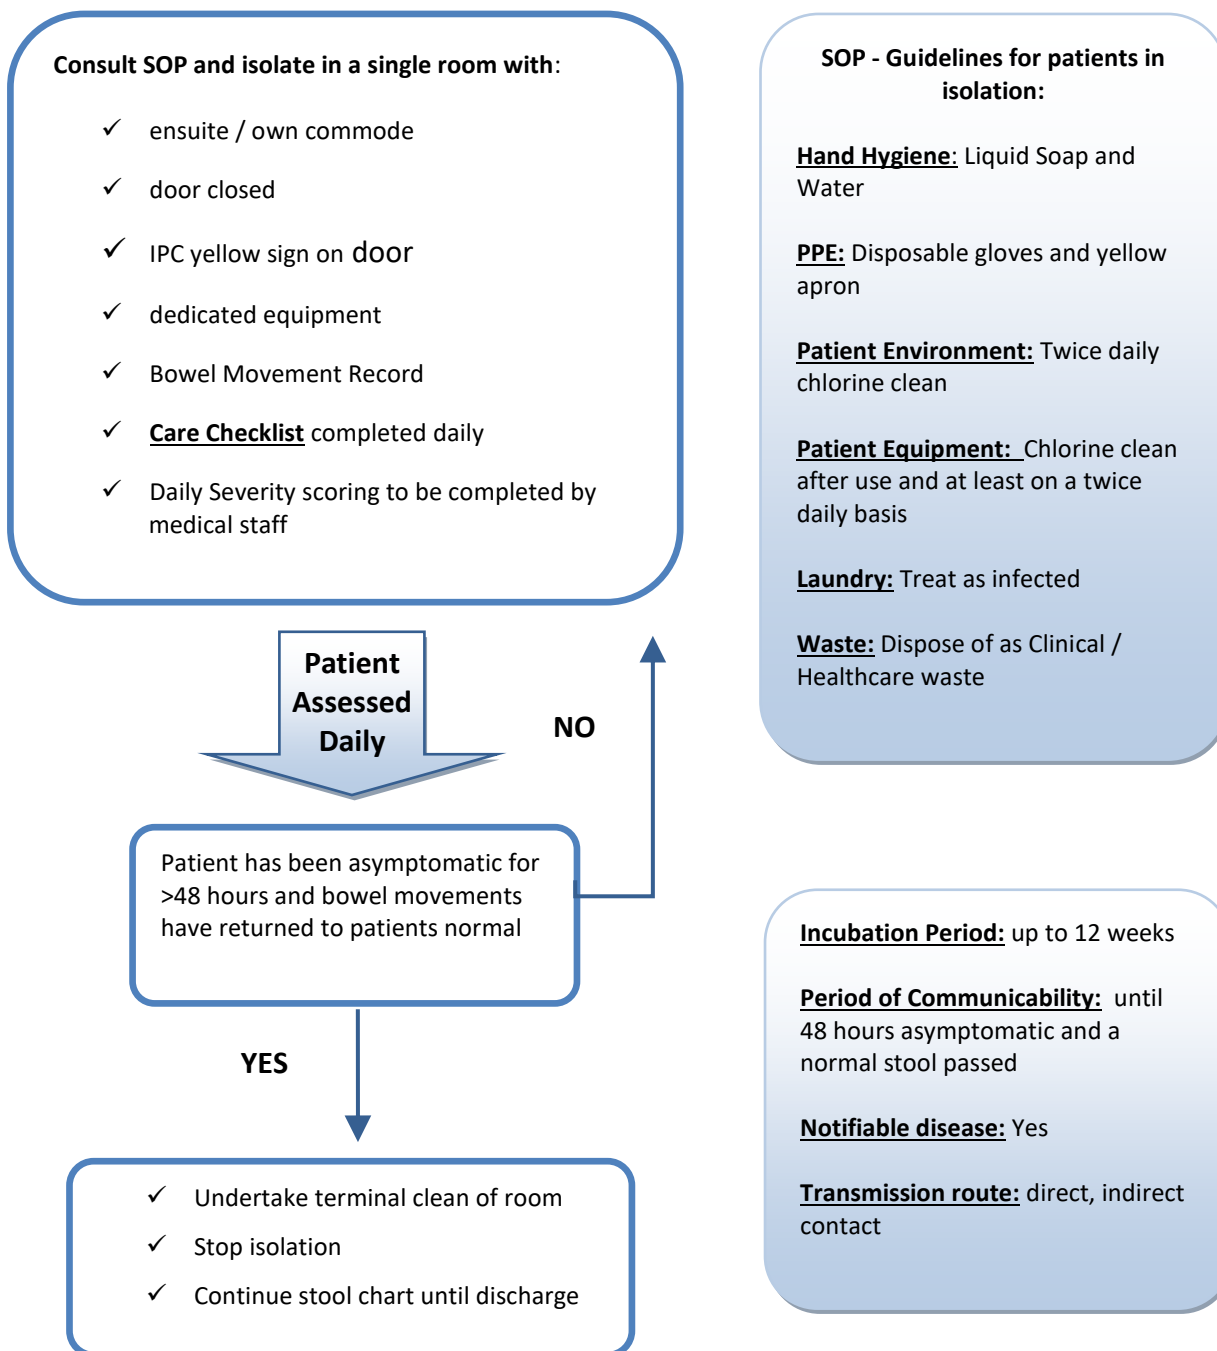 Consult SOP and isolate in a single room with:
✓ ensuite / own commode
✓ door closed
✓ IPC yellow sign on door
✓ dedicated equipment
✓ Bowel Movement Record
✓ Care Checklist completed daily
✓ Daily Severity scoring to be completed by
medical staff
Patient
Assessed
Daily
NO
Patient has been asymptomatic for
>48 hours and bowel movements
have returned to patients normal
YES
✓ Undertake terminal clean of room
✓ Stop isolation
✓ Continue stool chart until discharge
SOP - Guidelines for patients in
isolation:
Hand Hygiene: Liquid Soap and
Water
PPE: Disposable gloves and yellow
apron
Patient Environment: Twice daily
chlorine clean
Patient Equipment: Chlorine clean
after use and at least on a twice
daily basis
Laundry: Treat as infected
Waste: Dispose of as Clinical /
Healthcare waste
Incubation Period: up to 12 weeks
Period of Communicability: until
48 hours asymptomatic and a
normal stool passed
Notifiable disease: Yes
Transmission route: direct, indirect
contact